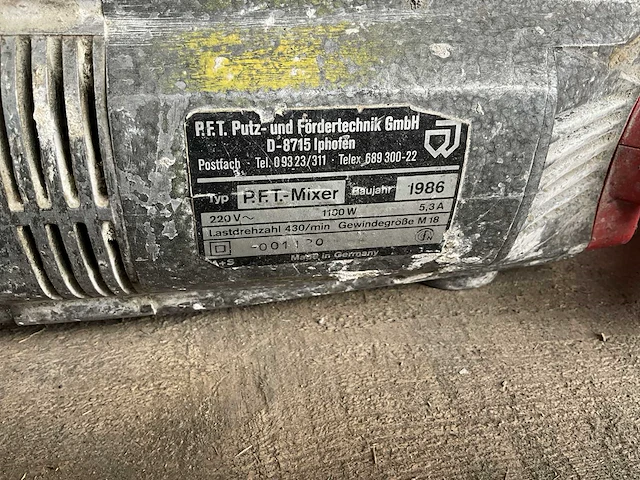 P.F.T. Putz- und Fördertechnik GmbH
D-8715 Iphofen
Postfach · Tel. 09323/311 · Telex 689 300-22
Typ P.F.T.-Mixer Baujahr 1986
220 V~ 1100 W 5,3 A
Lastdrehzahl 430/min Gewindegröße M 18
Made in Germany